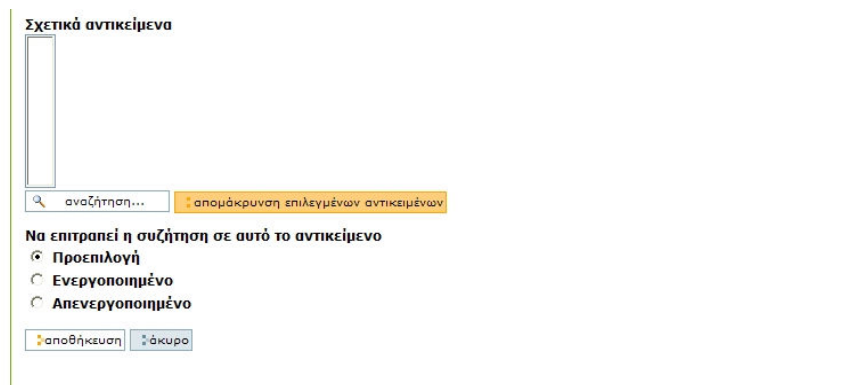 Σχετικά αντικείμενα
αναζήτηση... απομάκρυνση επιλεγμένων αντικειμένων
Να επιτραπεί η συζήτηση σε αυτό το αντικείμενο
Προεπιλογή
Ενεργοποιημένο
Απενεργοποιημένο
αποθήκευση άκυρο